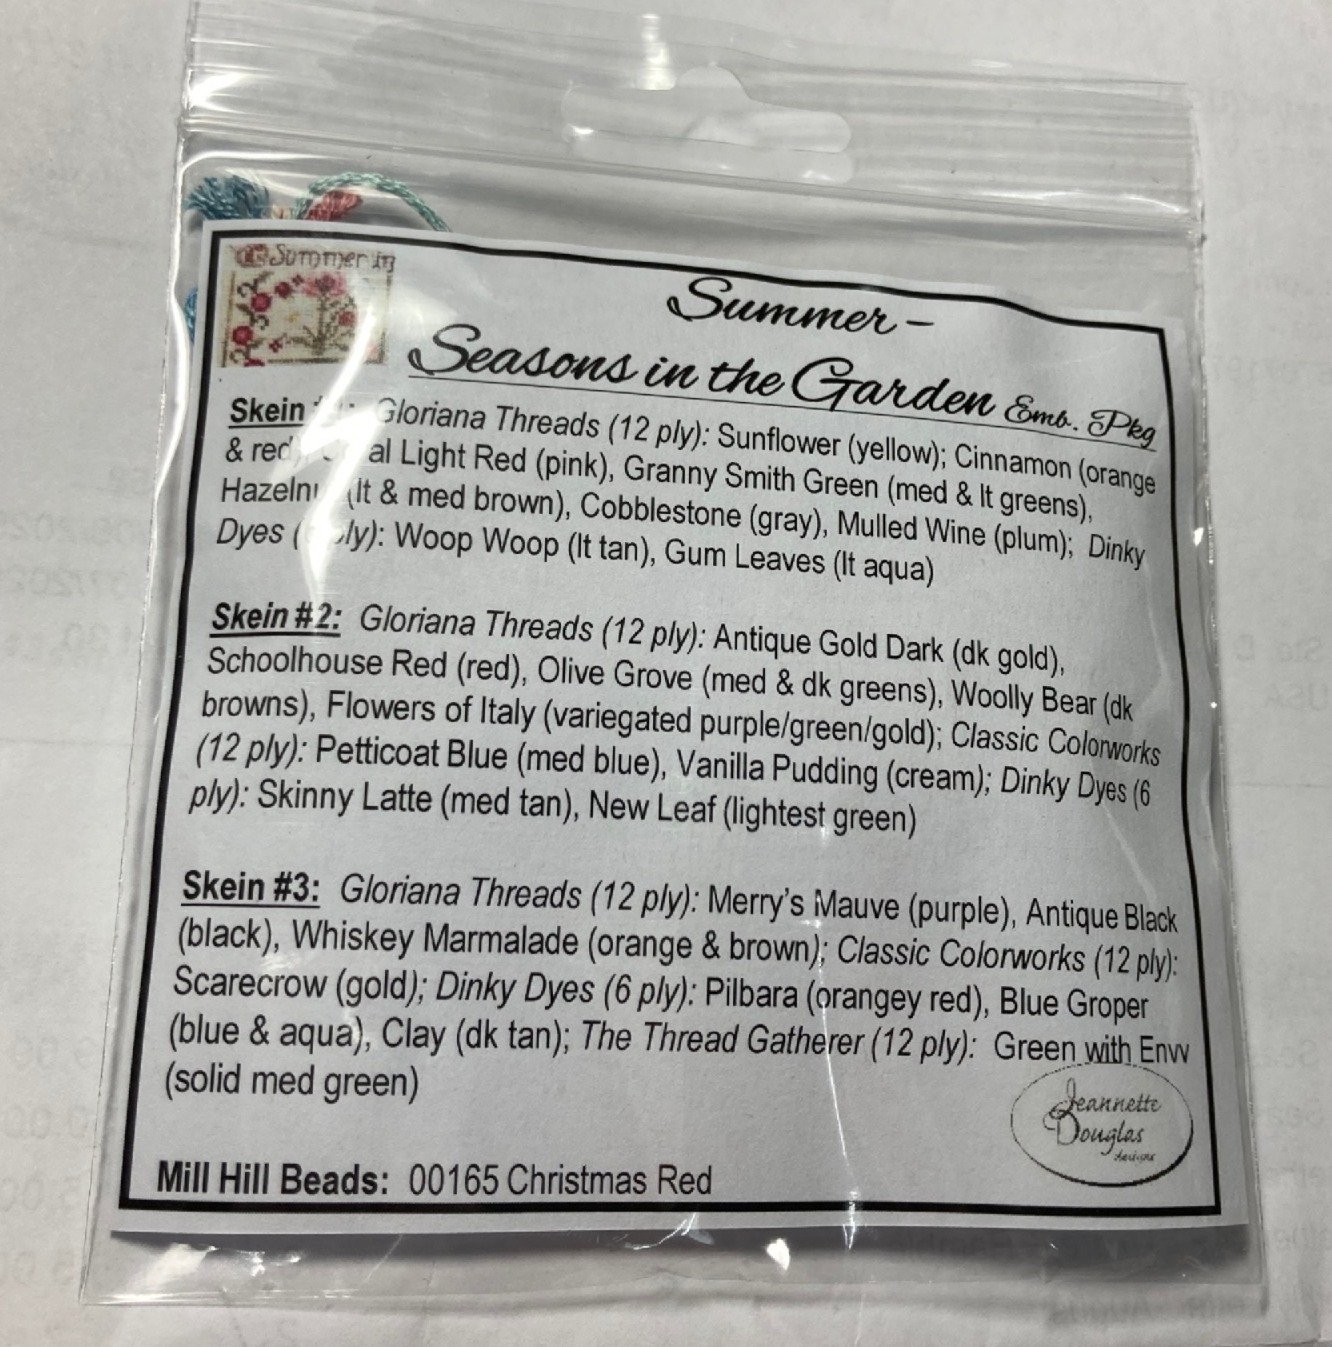 Summer in
Summer –
Seasons in the Garden Emb. Pkg
Skein Gloriana Threads (12 ply): Sunflower (yellow); Cinnamon (orange
& red), al Light Red (pink), Granny Smith Green (med & lt greens),
(lt & med brown), Cobblestone (gray), Mulled Wine (plum); Dinky
Dyes ( ply): Woop Woop (lt tan), Gum Leaves (lt aqua)
Skein #2: Gloriana Threads (12 ply): Antique Gold Dark (dk gold),
Schoolhouse Red (red), Olive Grove (med & dk greens), Woolly Bear (dk
browns), Flowers of Italy (variegated purple/green/gold); Classic Colorworks
(12 ply): Petticoat Blue (med blue), Vanilla Pudding (cream); Dinky Dyes (6
ply): Skinny Latte (med tan), New Leaf (lightest green)
Skein #3: Gloriana Threads (12 ply): Merry's Mauve (purple), Antique Black
(black), Whiskey Marmalade (orange & brown); Classic Colorworks (12 ply):
Scarecrow (gold); Dinky Dyes (6 ply): Pilbara (orangey red), Blue Groper
(blue & aqua), Clay (dk tan); The Thread Gatherer (12 ply): Green with Envy
(solid med green)
Jeannette
Douglas
designs
Mill Hill Beads: 00165 Christmas Red